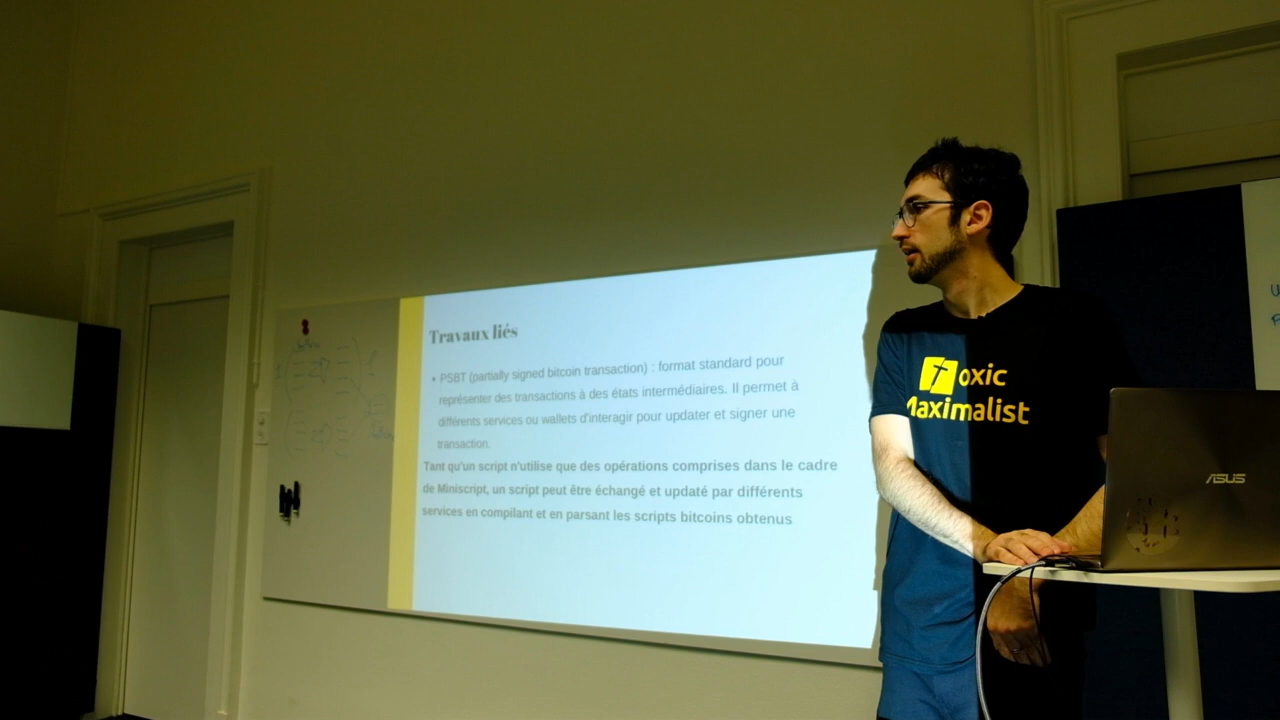 Travaux liés
• PSBT (partially signed bitcoin transaction) : format standard pour
représenter des transactions à des états intermédiaires. Il permet à
différents services ou wallets d'interagir pour updater et signer une
transaction.
Tant qu'un script n'utilise que des opérations comprises dans le cadre
de Miniscript, un script peut être échangé et updaté par différents
services en compilant et en parsant les scripts bitcoins obtenus
Toxic
Maximalist
ASUS